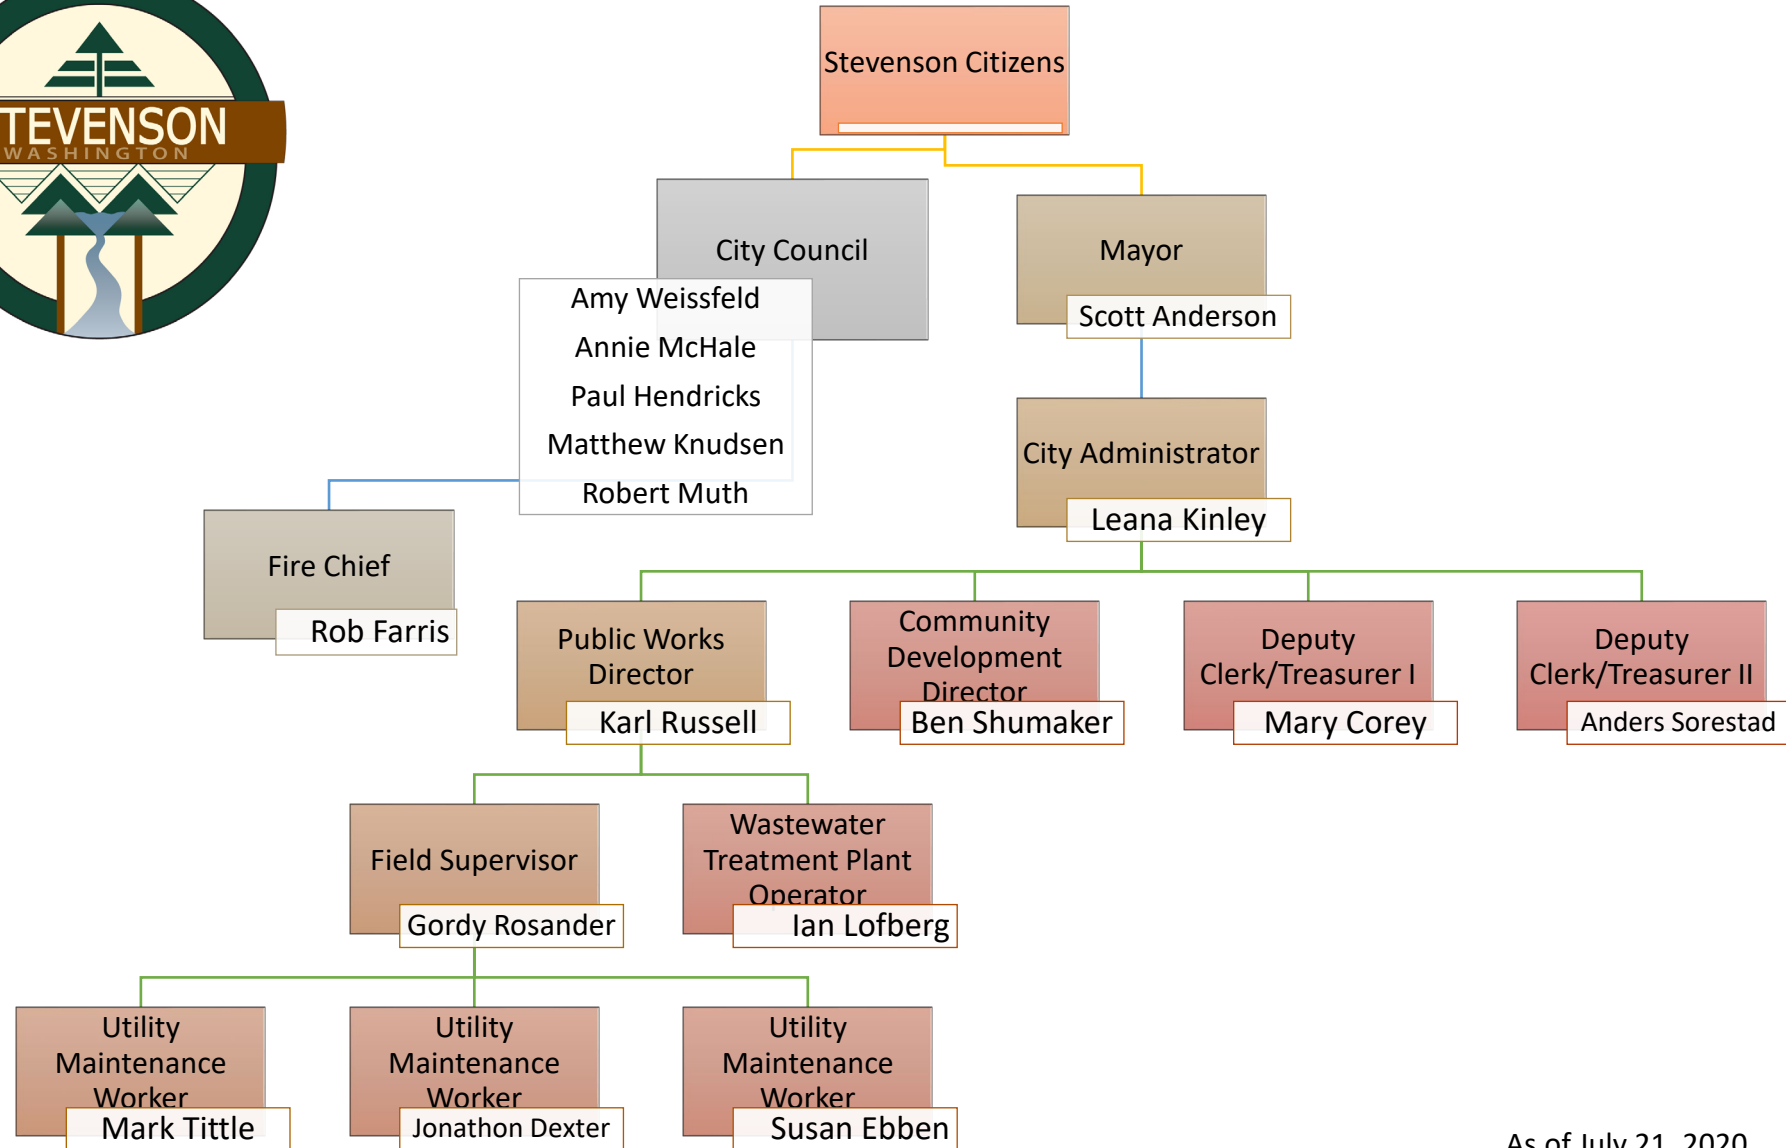 TEVENSON
WASHINGTON
Stevenson Citizens
City Council
Amy Weissfeld
Annie McHale
Paul Hendricks
Matthew Knudsen
Robert Muth
Mayor
Scott Anderson
City Administrator
Leana Kinley
Fire Chief
Rob Farris
Public Works
Director
Karl Russell
Community
Development
Director
Ben Shumaker
Deputy
Clerk/Treasurer I
Mary Corey
Deputy
Clerk/Treasurer II
Anders Sorestad
Field Supervisor
Gordy Rosander
Wastewater
Treatment Plant
Operator
Ian Lofberg
Utility
Maintenance
Worker
Mark Tittle
Utility
Maintenance
Worker
Jonathon Dexter
Utility
Maintenance
Worker
Susan Ebben
As of July 21, 2020